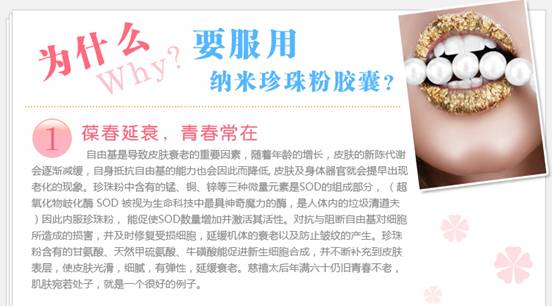 为什么
Why?
要服用
纳米珍珠粉胶囊?
1
葆春延衰，青春常在
自由基是导致皮肤衰老的重要因素，随着年龄的增长，皮肤的新陈代谢
会逐渐减缓，自身抵抗自由基的能力也会因此而降低，皮肤及身体器官就会提早出现
老化的现象。珍珠粉中含有的锰、铜、锌等三种微量元素是SOD的组成部分，（超
氧化物岐化酶 SOD 被视为生命科技中最具神奇魔力的酶，是人体内的垃圾清道夫
）因此内服珍珠粉， 能促使SOD数量增加并激活其活性。对抗与阻断自由基对细胞
所造成的损害，并及时修复受损细胞，延缓机体的衰老以及防止皱纹的产生。珍珠
粉含有的甘氨酸、天然甲硫氨酸、牛磺酸能促进新生细胞合成，并不断补充到皮肤
表层，使皮肤光滑，细腻，有弹性，延缓衰老。慈禧太后年满六十仍旧青春不老，
肌肤宛若处子，就是一个很好的例子。